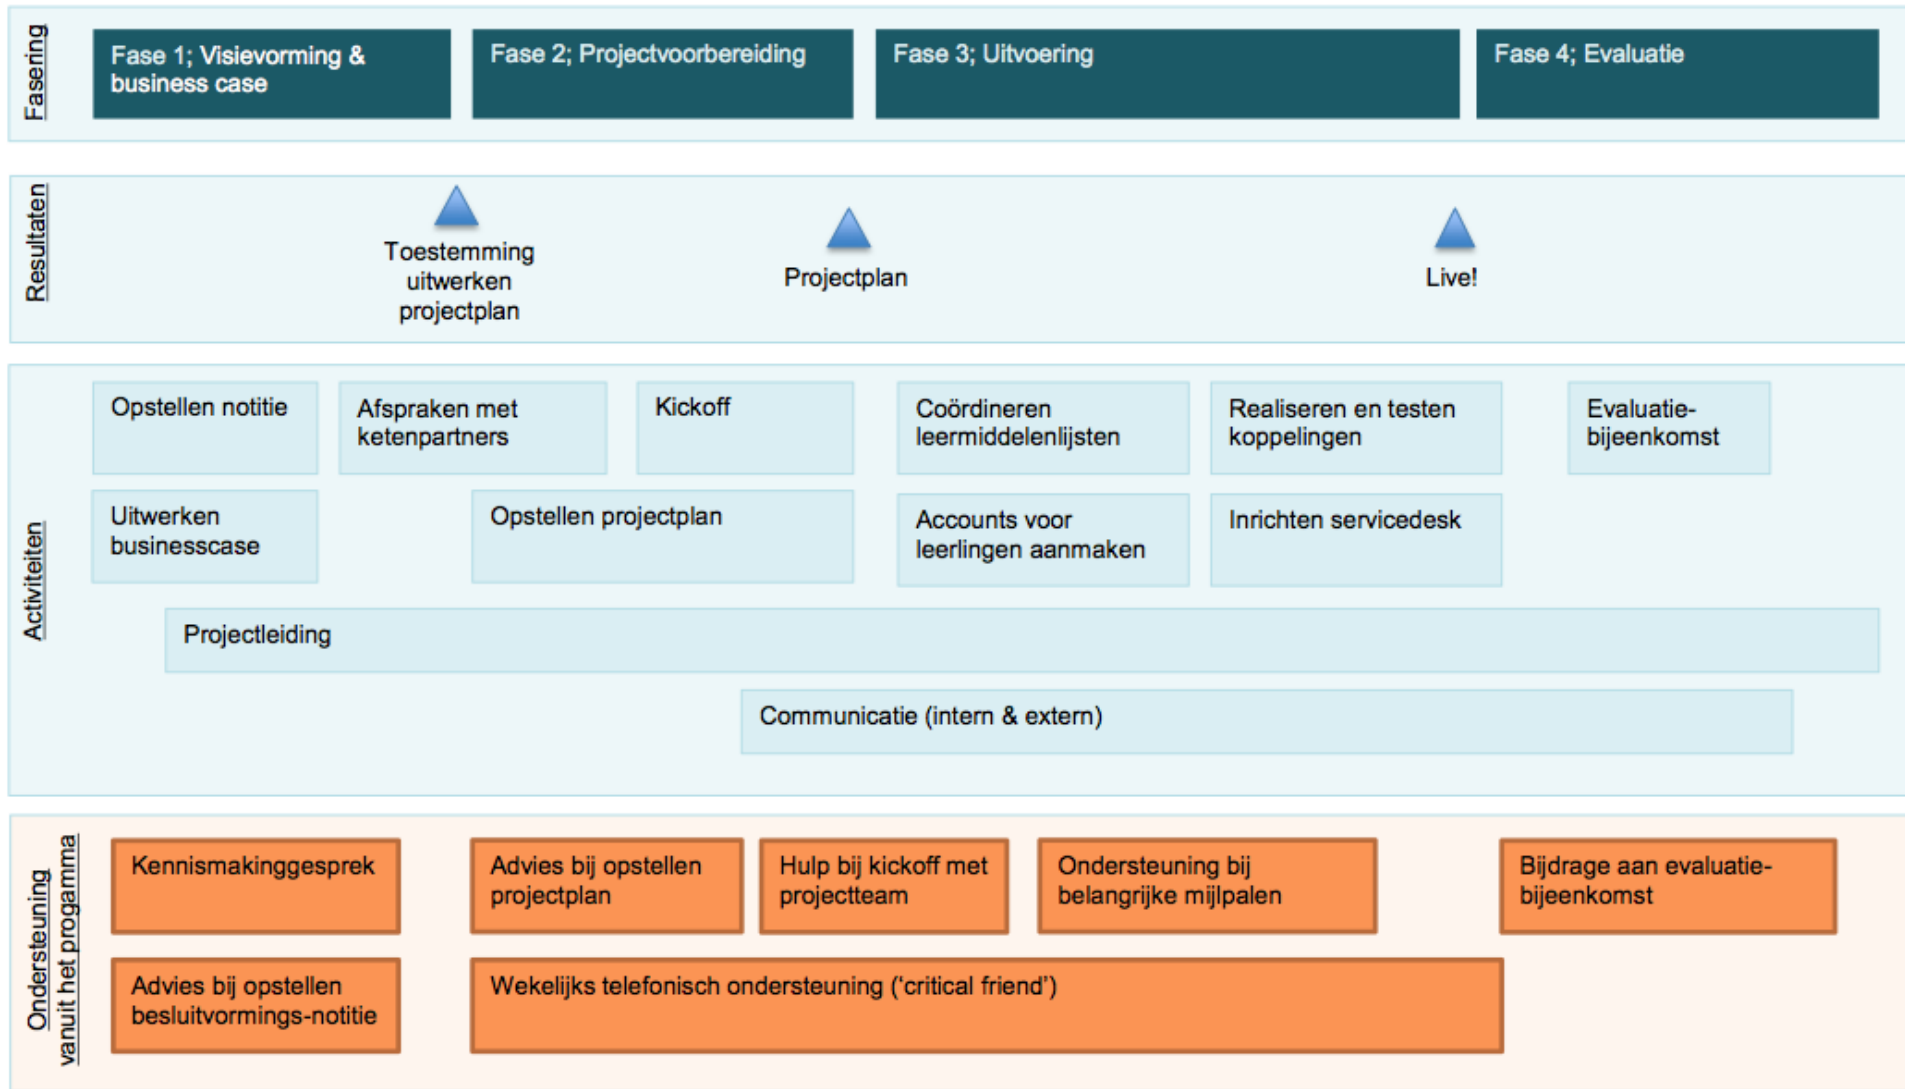 Fasering
Fase 1; Visievorming &
business case
Fase 2; Projectvoorbereiding
Fase 3; Uitvoering
Fase 4; Evaluatie
Resultaten
Toestemming
uitwerken
projectplan
Projectplan
Live!
Activiteiten
Opstellen notitie
Afspraken met
ketenpartners
Kickoff
Coördineren
leermiddelenlijsten
Realiseren en testen
koppelingen
Evaluatie-
bijeenkomst
Uitwerken
businesscase
Opstellen projectplan
Accounts voor
leerlingen aanmaken
Inrichten servicedesk
Projectleiding
Communicatie (intern & extern)
Ondersteuning
vanuit het progamma
Kennismakinggesprek
Advies bij opstellen
projectplan
Hulp bij kickoff met
projectteam
Ondersteuning bij
belangrijke mijlpalen
Bijdrage aan evaluatie-
bijeenkomst
Advies bij opstellen
besluitvormings-notitie
Wekelijks telefonisch ondersteuning (‘critical friend’)